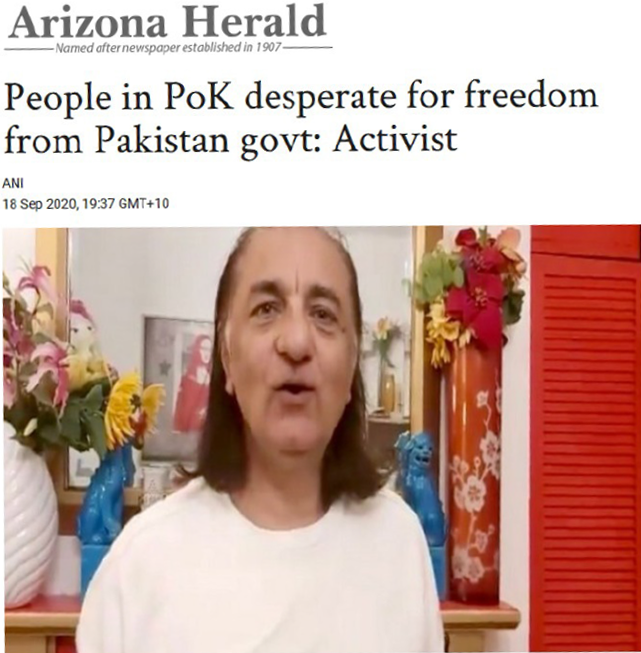 Arizona Herald
Named after newspaper established in 1907
People in PoK desperate for freedom
from Pakistan govt: Activist
ANI
18 Sep 2020, 19:37 GMT+10